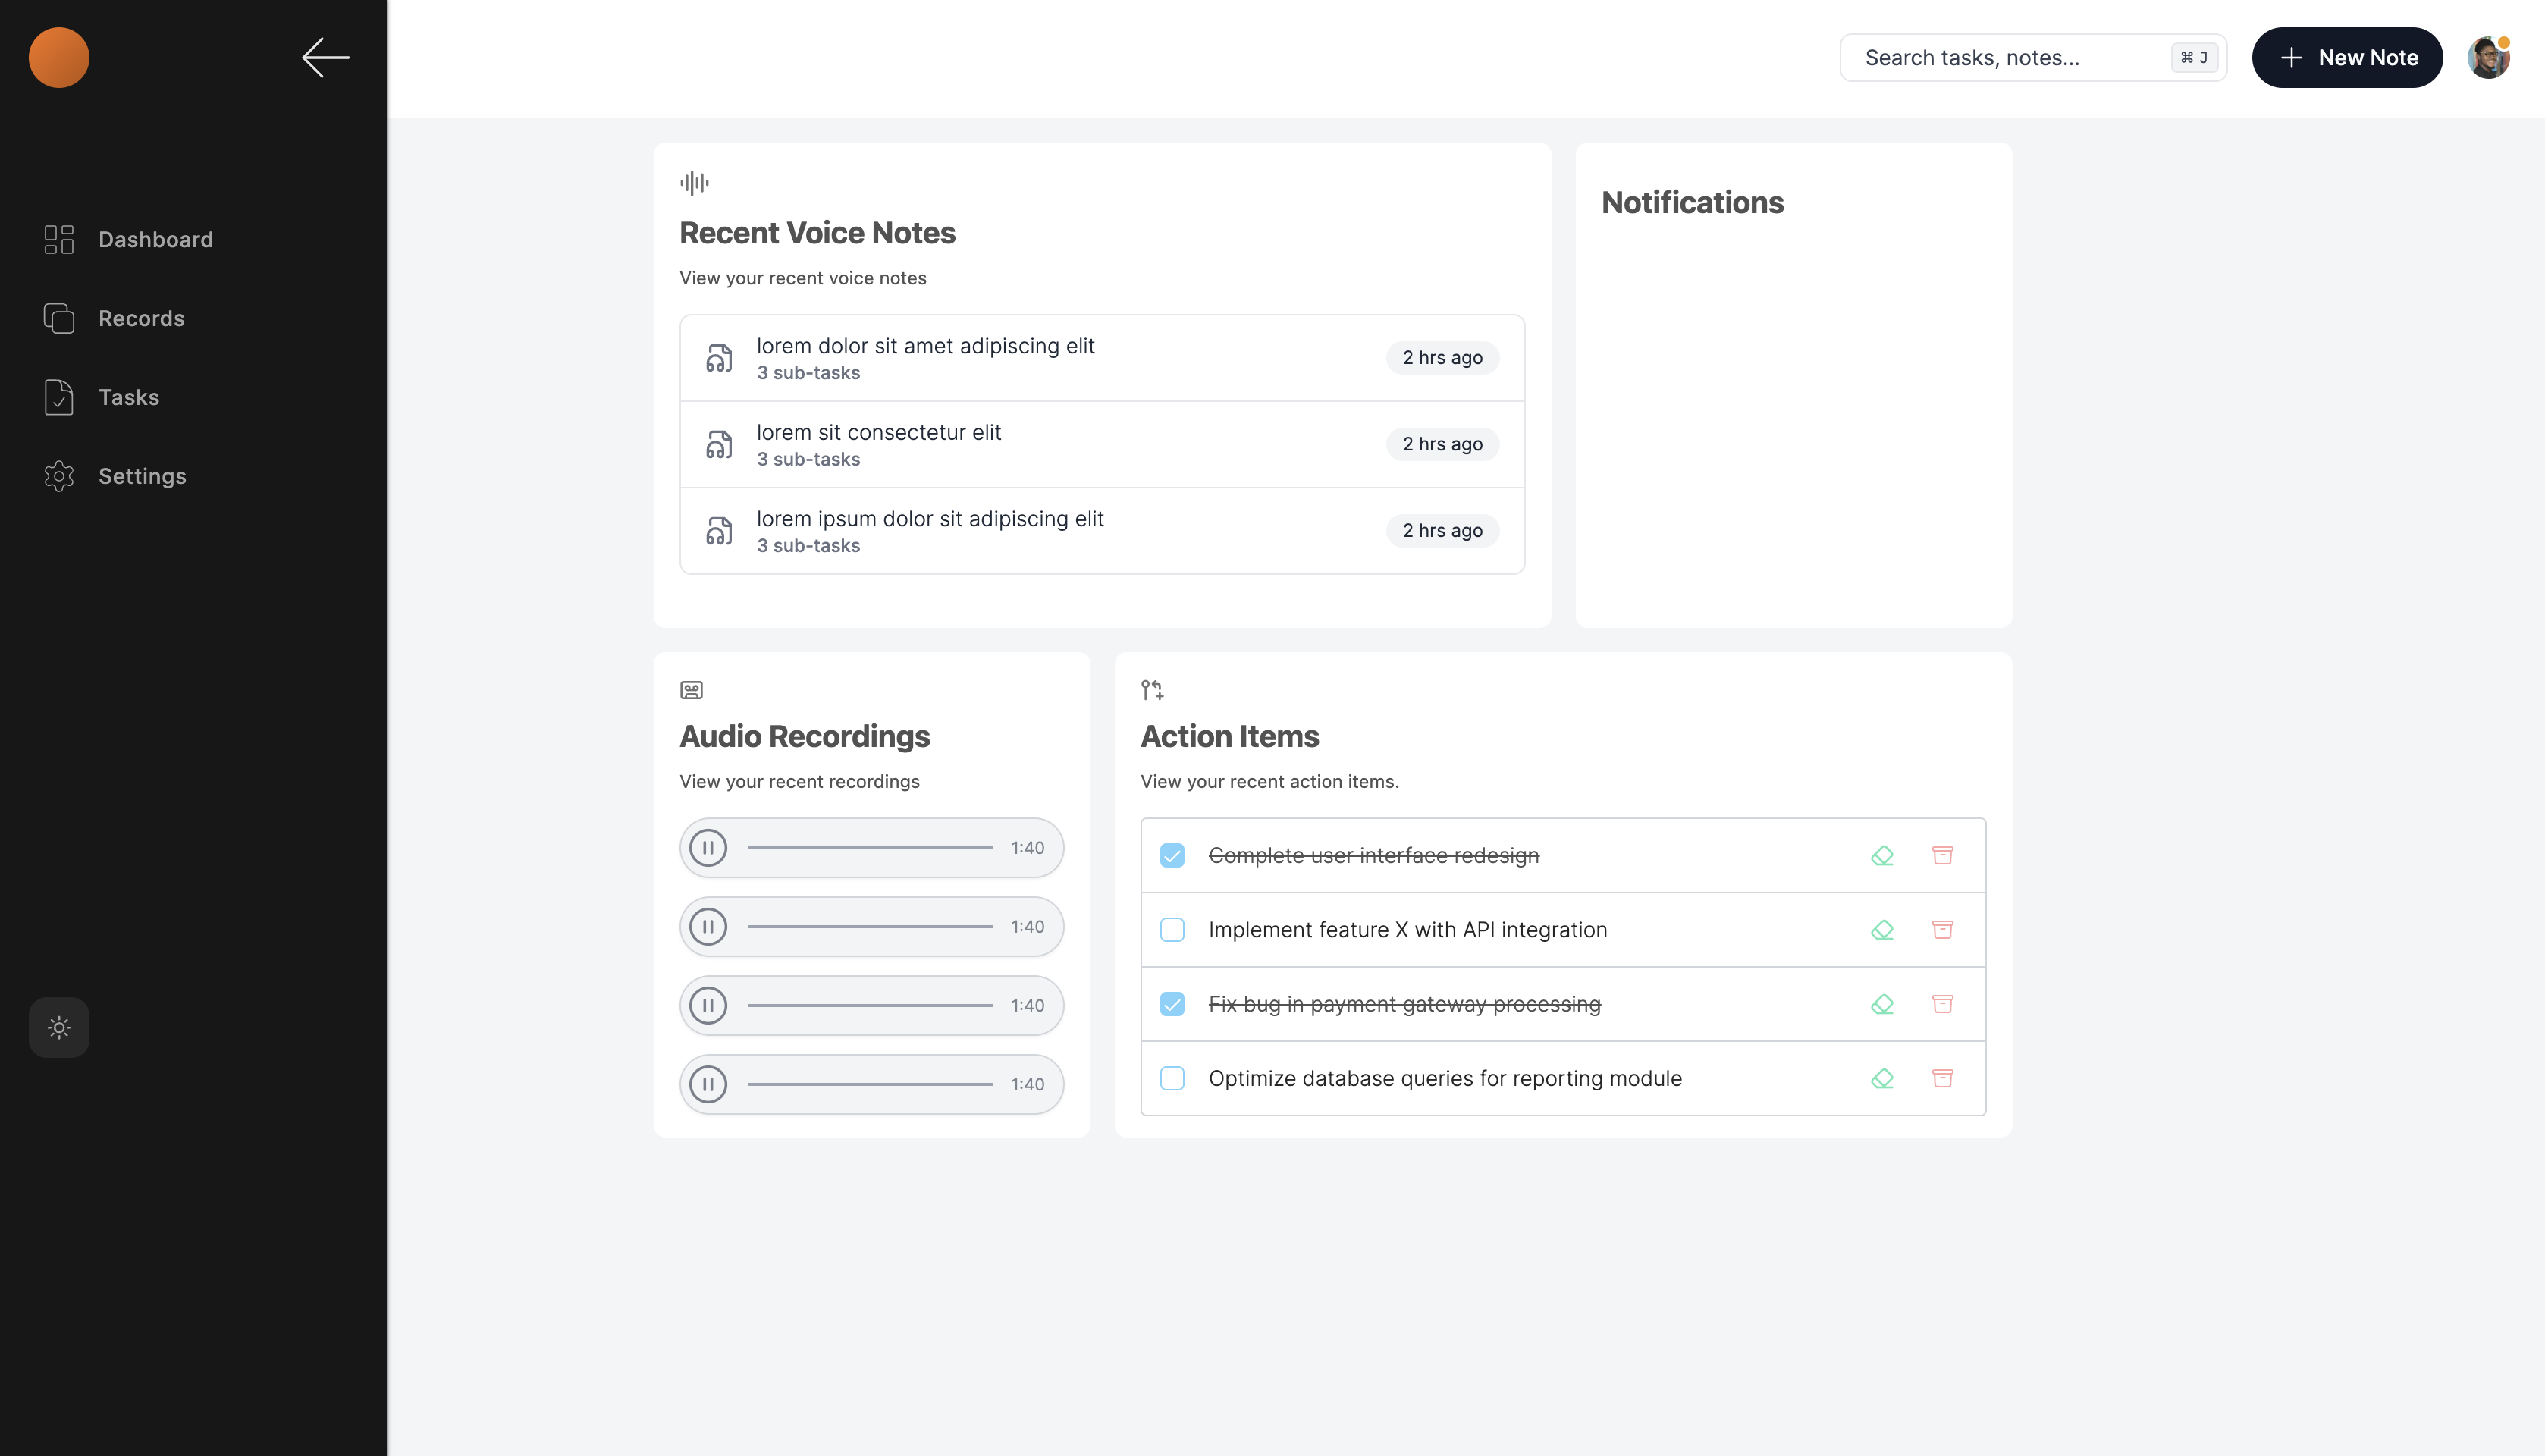 Search tasks, notes...
⌘ J
New Note
Dashboard
Records
Tasks
Settings
Recent Voice Notes
View your recent voice notes
lorem dolor sit amet adipiscing elit
3 sub-tasks
2 hrs ago
lorem sit consectetur elit
3 sub-tasks
2 hrs ago
lorem ipsum dolor sit adipiscing elit
3 sub-tasks
2 hrs ago
Notifications
Audio Recordings
View your recent recordings
1:40
1:40
1:40
1:40
Action Items
View your recent action items.
Complete user interface redesign
Implement feature X with API integration
Fix bug in payment gateway processing
Optimize database queries for reporting module